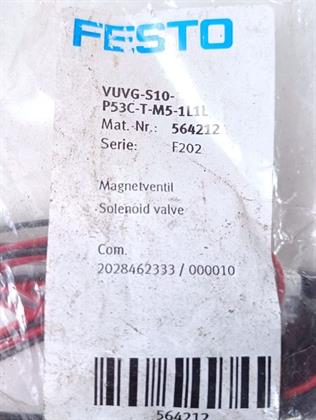 FESTO
VUVG-S10-
P53C-T-M5-1L1L
Mat.-Nr.: 564212
Serie: F202
Magnetventil
Solenoid valve
Com.
2028462333 / 000010
564212